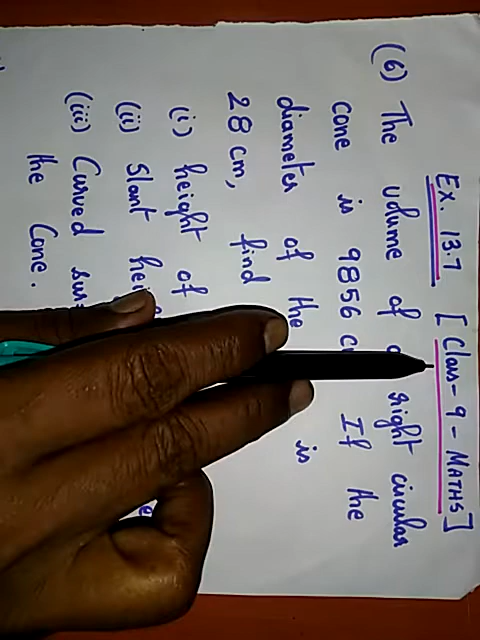 Ex. 13.7 [Class-9-MATHS]
(6) The volume of right circular
cone is 9856 If the
diameter of the is
28 cm, find
(i) height of
(ii) Slant
(iii) Curved
the Cone.